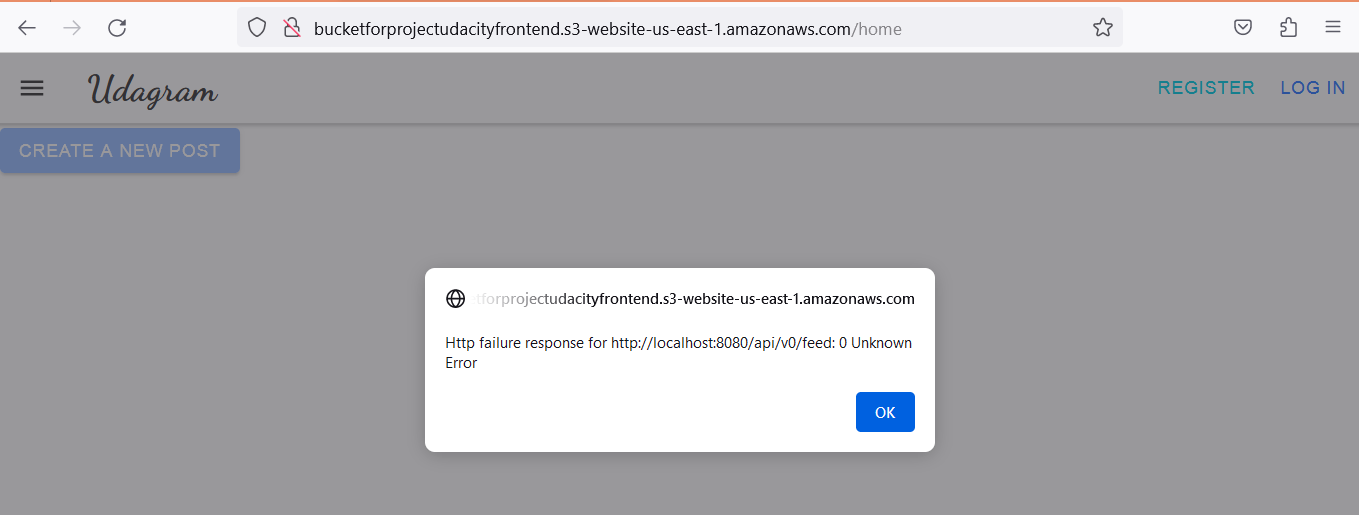 bucketforprojectudacityfrontend.s3-website-us-east-1.amazonaws.com/home
Udagram
REGISTER
LOG IN
CREATE A NEW POST
tforprojectudacityfrontend.s3-website-us-east-1.amazonaws.com
Http failure response for http://localhost:8080/api/v0/feed: 0 Unknown
Error
OK